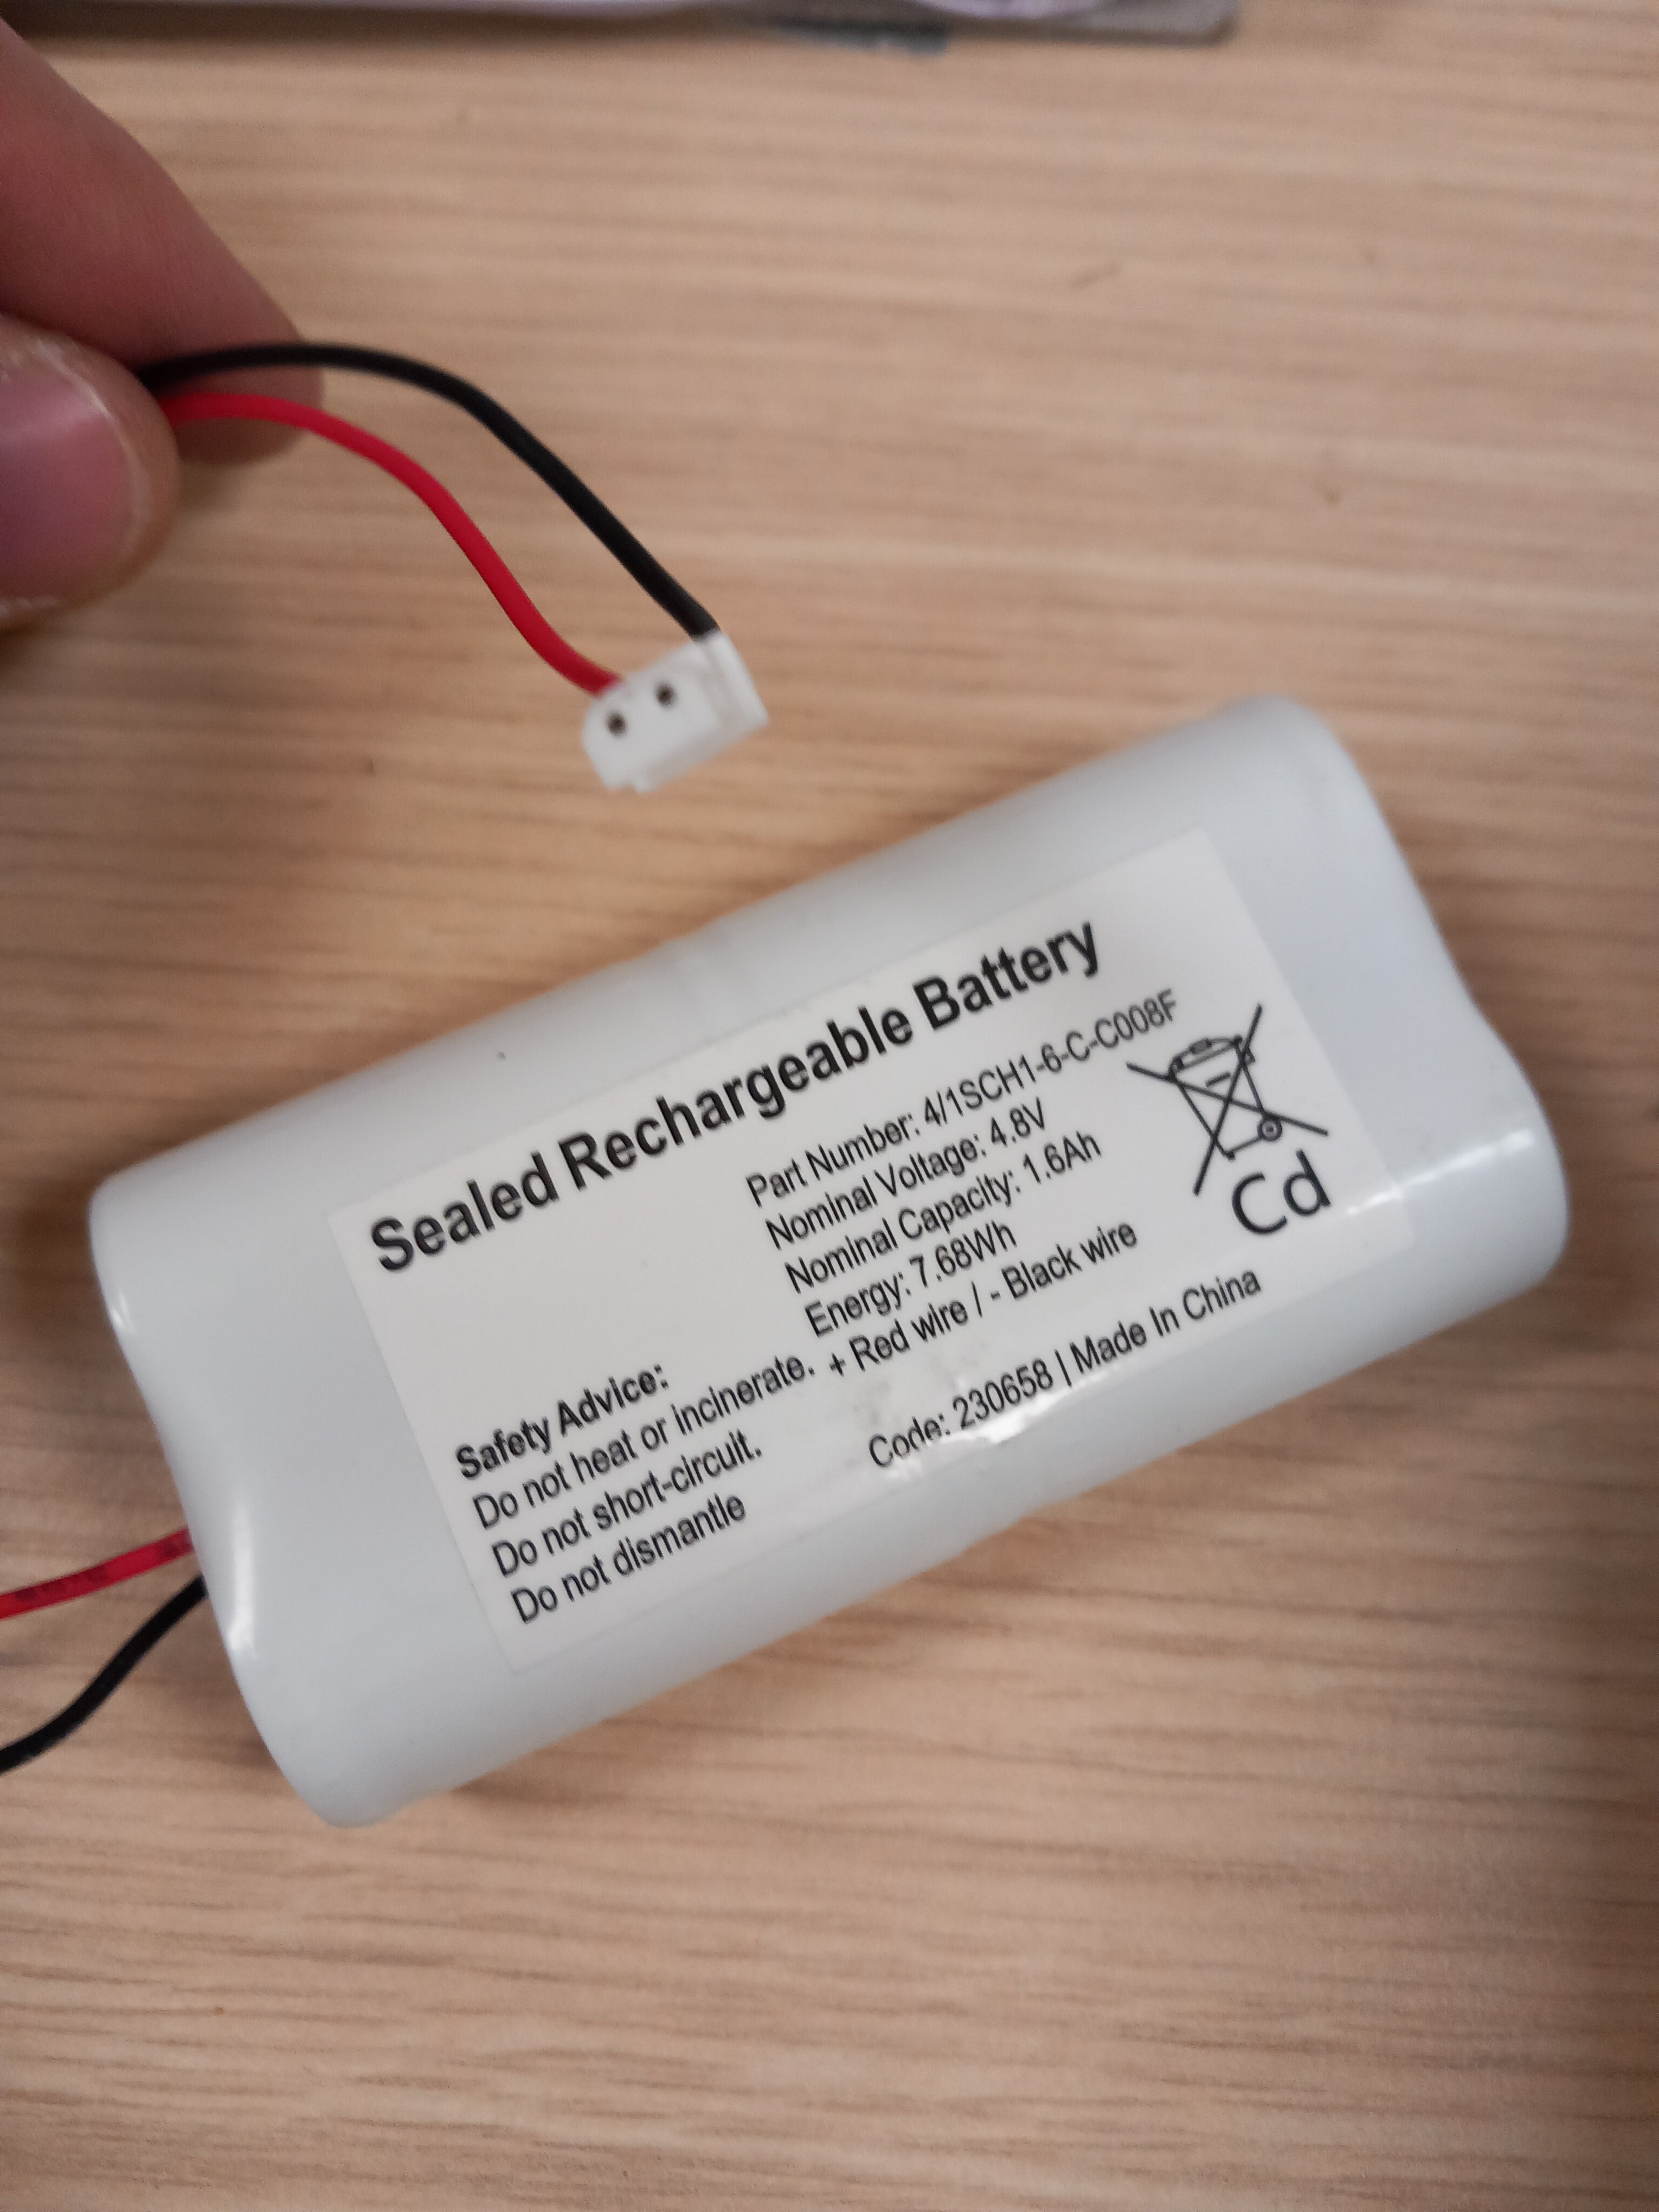 Sealed Rechargeable Battery
Part Number: 4/1SCH1-6-C-C008F
Nominal Voltage: 4.8V
Nominal Capacity: 1.6Ah
Energy: 7.68Wh
+ Red wire / - Black wire
Cd
Safety Advice:
Do not heat or incinerate.
Do not short-circuit.
Do not dismantle
Code: 230658 | Made In China